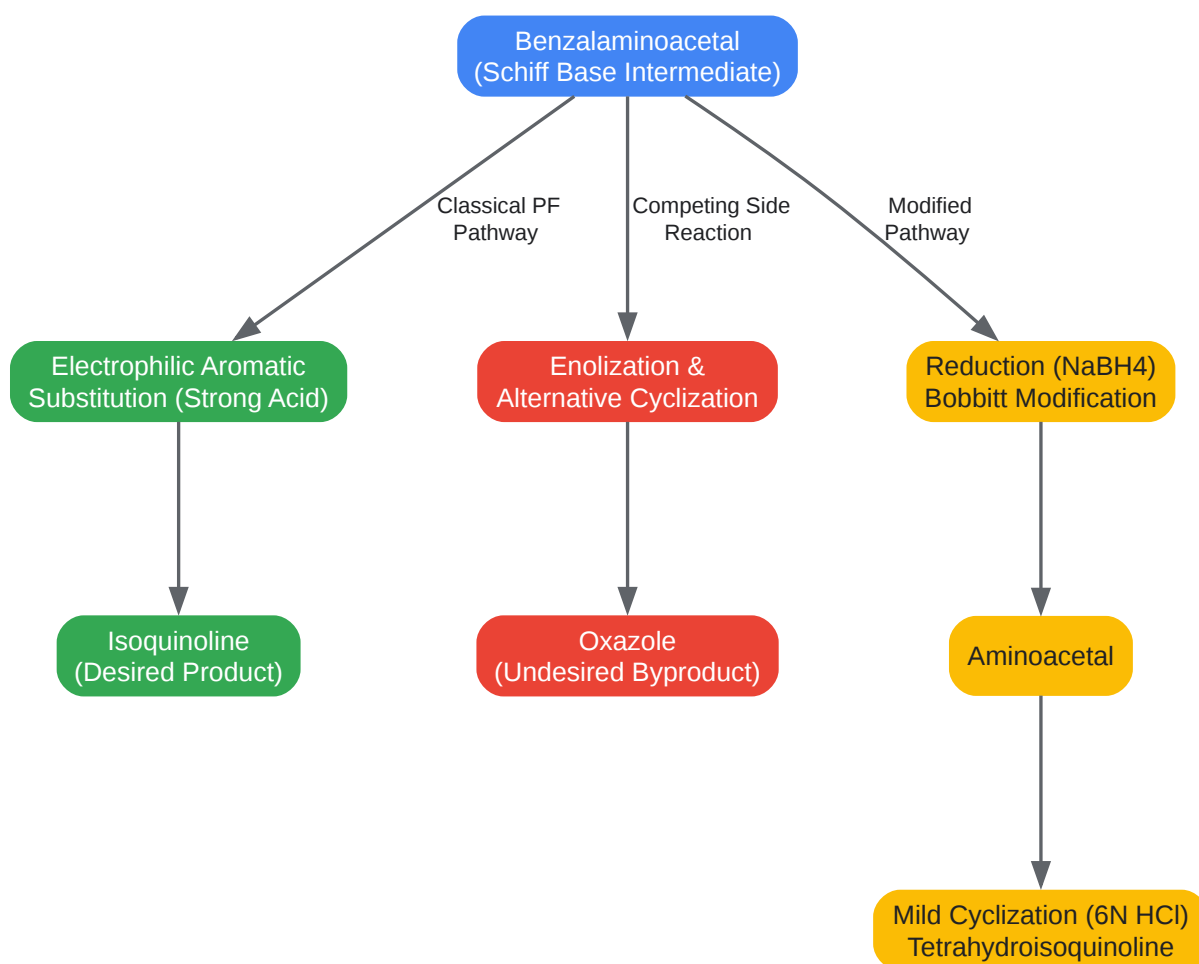 Benzalaminoacetal
(Schiff Base Intermediate)
Classical PF
Pathway
Competing Side
Reaction
Modified
Pathway
Electrophilic Aromatic
Substitution (Strong Acid)
Enolization &
Alternative Cyclization
Reduction (NaBH4)
Bobbitt Modification
Isoquinoline
(Desired Product)
Oxazole
(Undesired Byproduct)
Aminoacetal
Mild Cyclization (6N HCl)
Tetrahydroisoquinoline